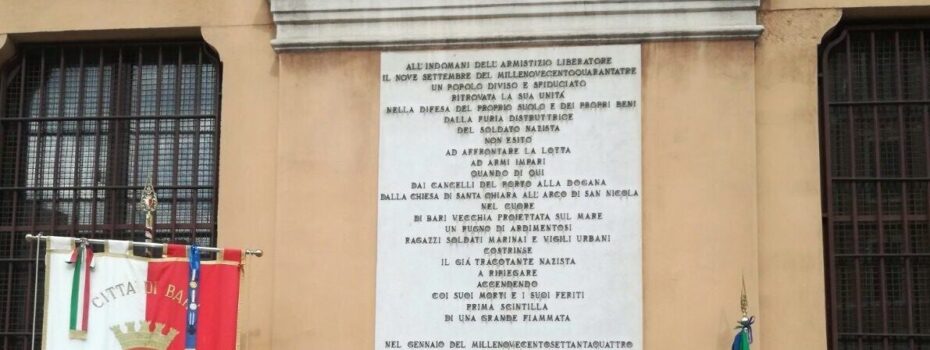 ALL'INDOMANI DELL'ARMISTIZIO LIBERATORE
IL NOVE SETTEMBRE DEL MILLENOVECENTOQUARANTATRE
UN POPOLO DIVISO E SFIDUCIATO
RITROVATA LA SUA UNITÀ
NELLA DIFESA DEL PROPRIO SUOLO E DEI PROPRI BENI
DALLA FURIA DISTRUTTRICE
DEL SOLDATO NAZISTA
NON ESITÒ
AD AFFRONTARE LA LOTTA
AD ARMI IMPARI
QUANDO DI QUI
DAI CANCELLI DEL PORTO ALLA DOGANA
DALLA CHIESA DI SANTA CHIARA ALL'ARCO DI SAN NICOLA
NEL CUORE
DI BARI VECCHIA PROIETTATA SUL MARE
UN PUGNO DI ARDIMENTOSI
RAGAZZI SOLDATI MARINAI E VIGILI URBANI
COSTRINSE
IL GIÀ TRACOTANTE NAZISTA
A RIPIEGARE
ACCENDENDO
COI SUOI MORTI E I SUOI FERITI
PRIMA SCINTILLA
DI UNA GRANDE FIAMMATA
NEL GENNAIO DEL MILLENOVECENTOSETTANTAQUATTRO
CITTÀ DI BA